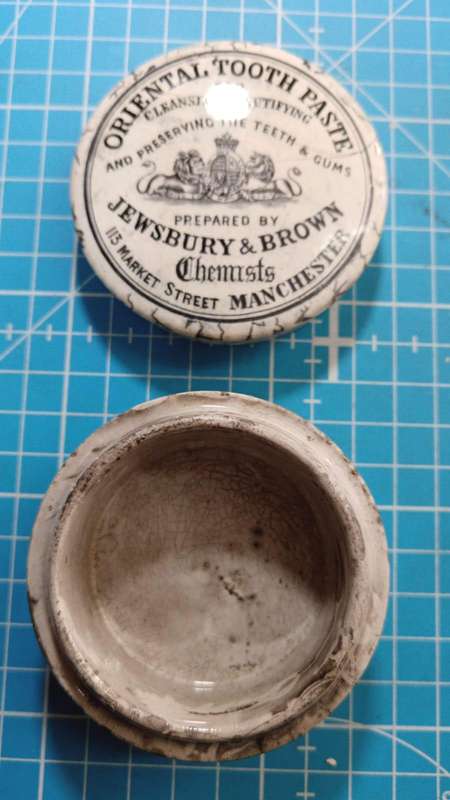 ORIENTAL TOOTH PASTE
AND PRESERVING THE TEETH & GUMS
PREPARED BY
JEWSBURY & BROWN
Chemists
113 MARKET STREET MANCHESTER